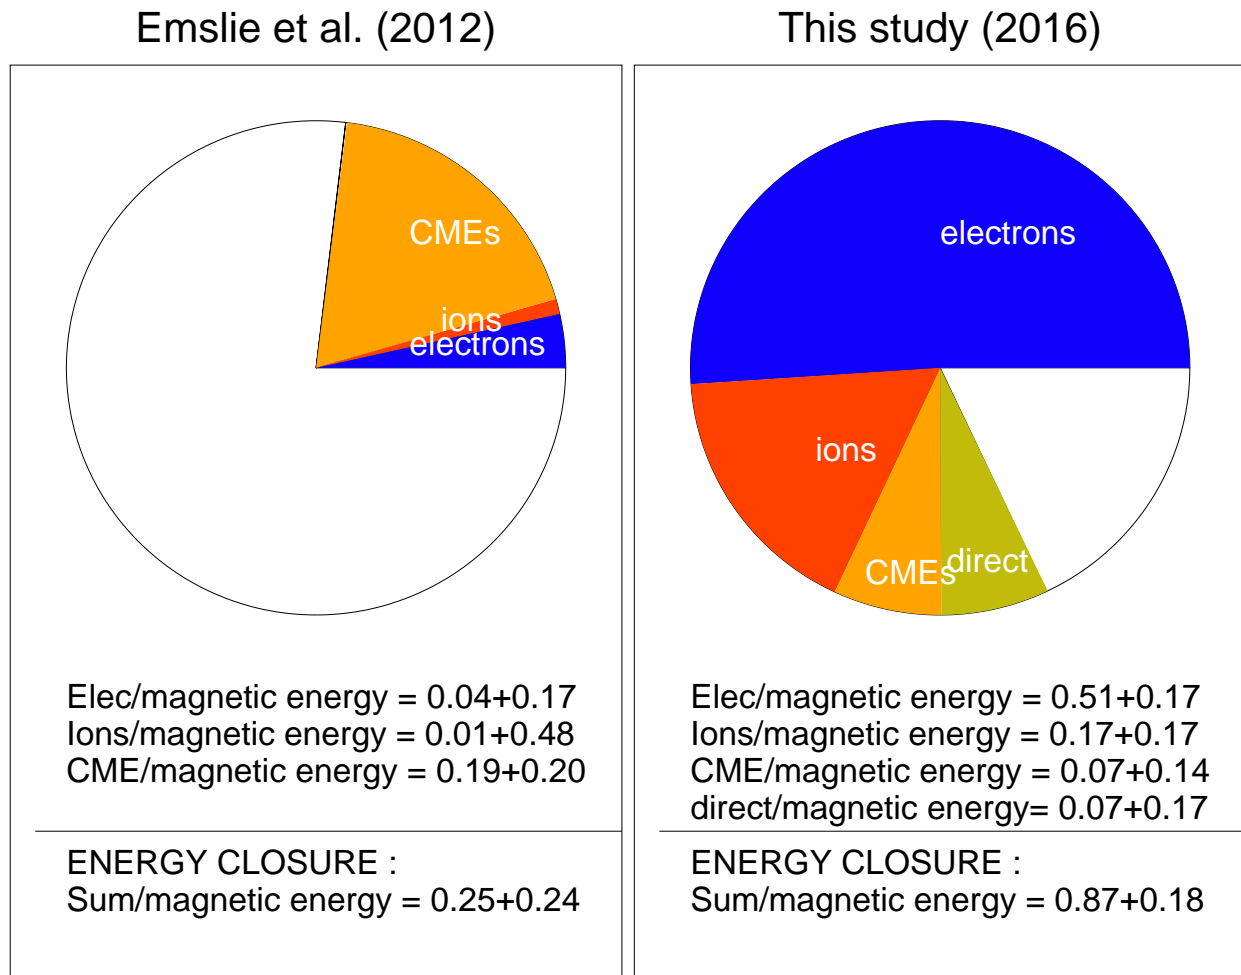 Emslie et al. (2012)
CMEs
ions
electrons
Elec/magnetic energy = 0.04+0.17
Ions/magnetic energy = 0.01+0.48
CME/magnetic energy = 0.19+0.20
ENERGY CLOSURE :
Sum/magnetic energy = 0.25+0.24
This study (2016)
electrons
ions
CMEs
direct
Elec/magnetic energy = 0.51+0.17
Ions/magnetic energy = 0.17+0.17
CME/magnetic energy = 0.07+0.14
direct/magnetic energy= 0.07+0.17
ENERGY CLOSURE :
Sum/magnetic energy = 0.87+0.18